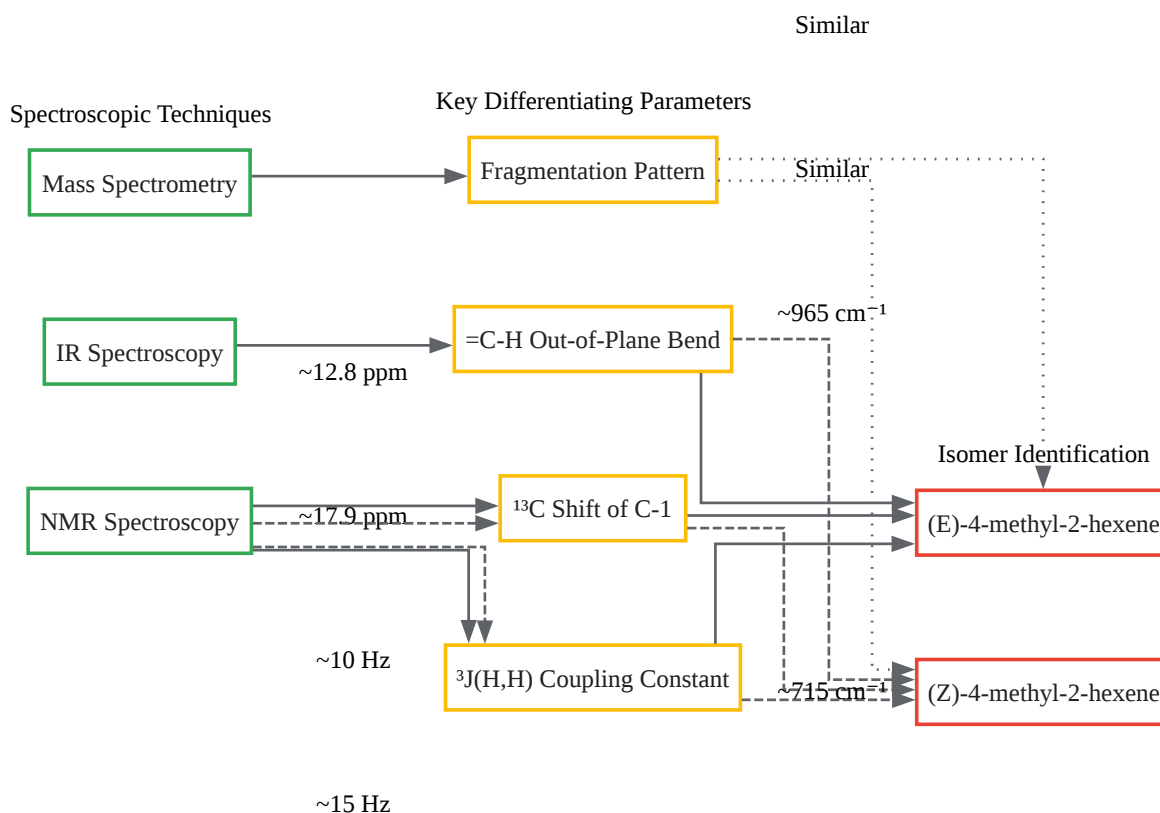 Similar
Key Differentiating Parameters
Spectroscopic Techniques
Mass Spectrometry
Fragmentation Pattern
Similar
~965 cm⁻¹
IR Spectroscopy
=C-H Out-of-Plane Bend
~12.8 ppm
Isomer Identification
NMR Spectroscopy
~17.9 ppm
¹³C Shift of C-1
(E)-4-methyl-2-hexene
~10 Hz
³J(H,H) Coupling Constant
~715 cm⁻¹
(Z)-4-methyl-2-hexene
~15 Hz